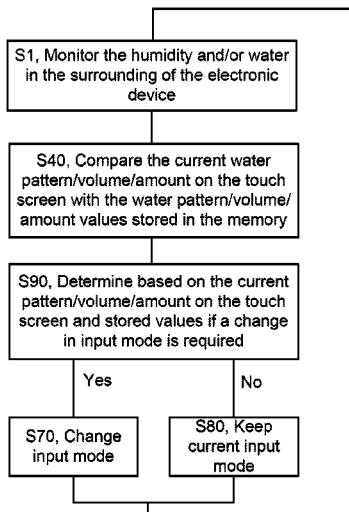 S1, Monitor the humidity and/or water
in the surrounding of the electronic
device
S40, Compare the current water
pattern/volume/amount on the touch
screen with the water pattern/volume/
amount values stored in the memory
S90, Determine based on the current
pattern/volume/amount on the touch
screen and stored values if a change
in input mode is required
Yes
No
S70, Change
input mode
S80, Keep
current input
mode